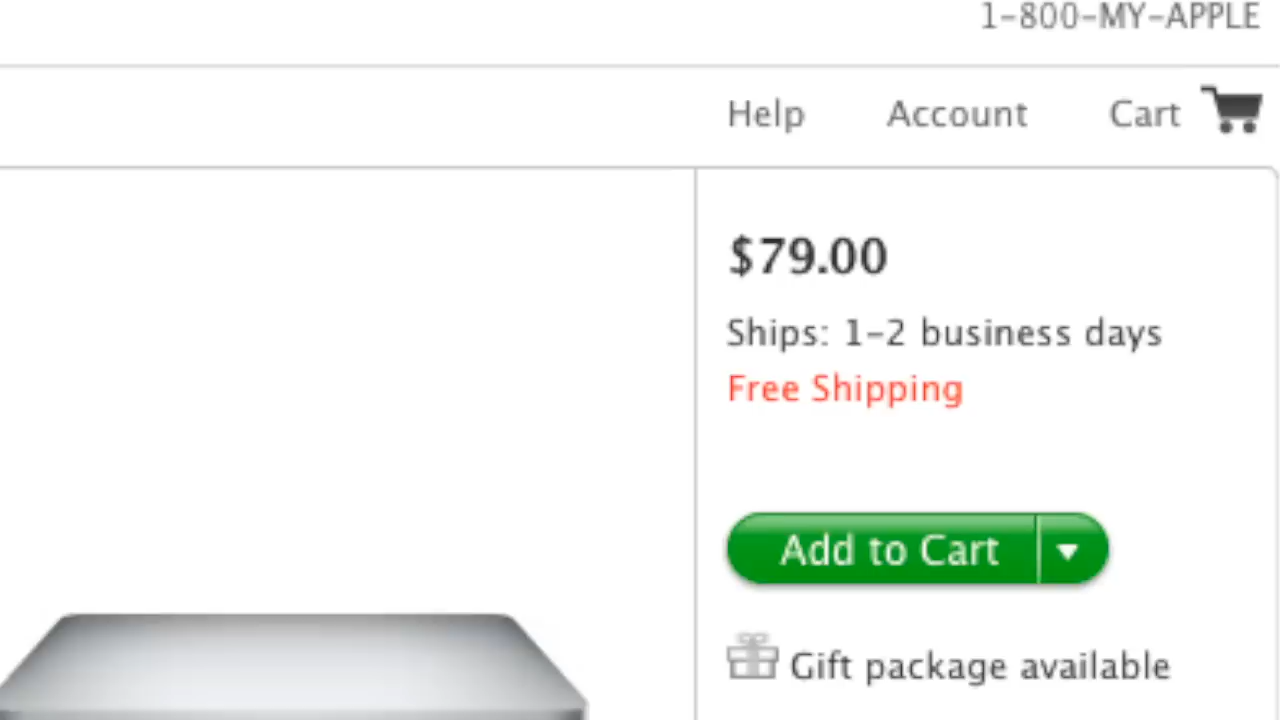 1-800-MY-APPLE
Help Account Cart
$79.00
Ships: 1-2 business days
Free Shipping
Add to Cart
Gift package available